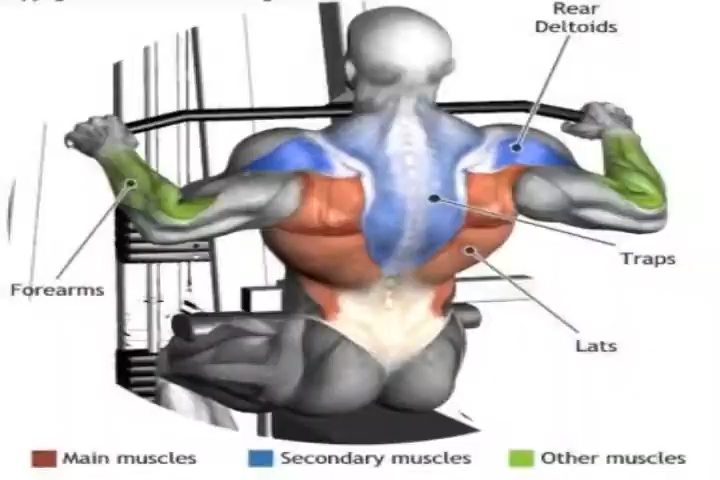 Rear
Deltoids
Forearms
Traps
Lats
Main muscles
Secondary muscles
Other muscles